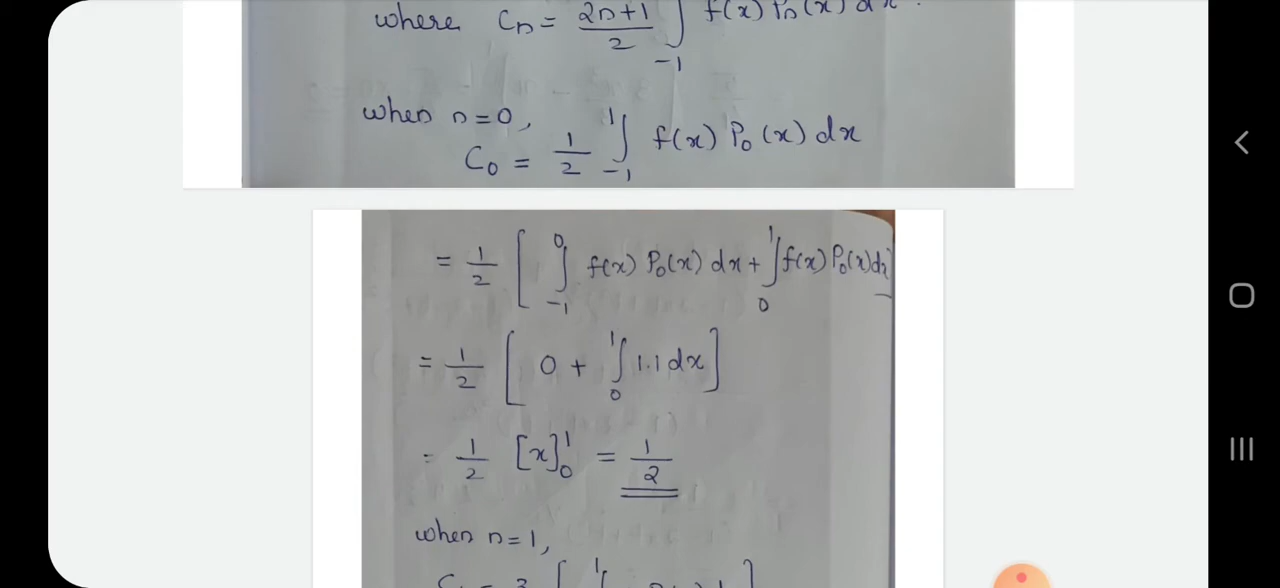 where Cn = 2n+1/2 ∫ -1 f(x) Pn(x) dx .
when n=0,
C0 = 1/2 ∫ -1 1 f(x) P0(x) dx
= 1/2 [ ∫ -1 0 f(x) P0(x) dx + ∫ 0 1 f(x) P0(x) dx
= 1/2 [ 0 + ∫ 0 1 1.1 dx ]
= 1/2 [x] 0 1 = 1/2
when n=1,